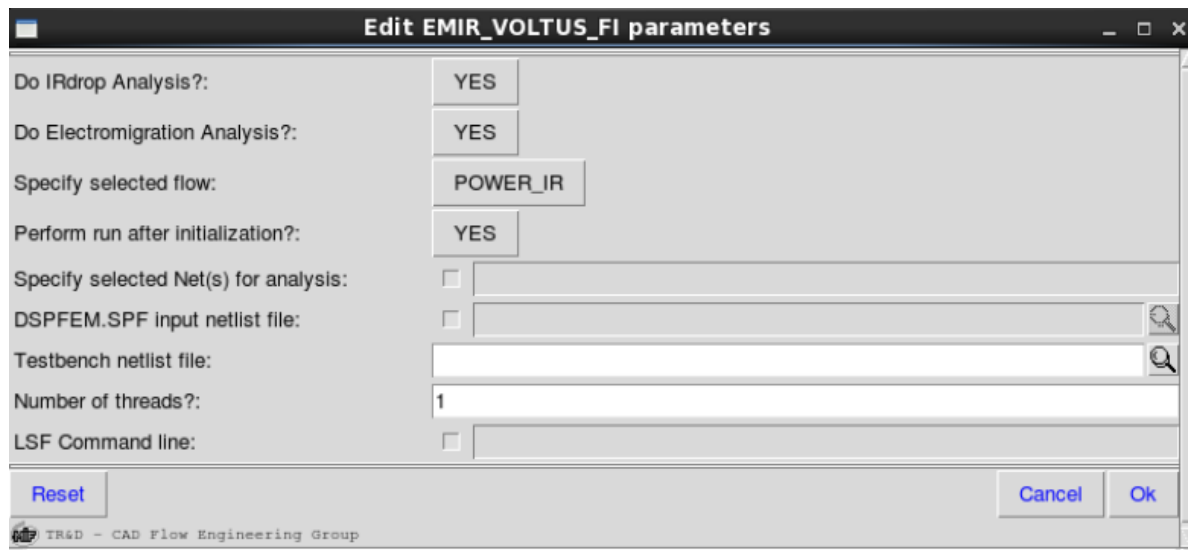 Edit EMIR_VOLTUS_FI parameters
Do IRdrop Analysis?: YES
Do Electromigration Analysis?: YES
Specify selected flow: POWER_IR
Perform run after initialization?: YES
Specify selected Net(s) for analysis:
DSPFEM.SPF input netlist file:
Testbench netlist file:
Number of threads?: 1
LSF Command line:
Reset Cancel Ok
TR&D - CAD Flow Engineering Group